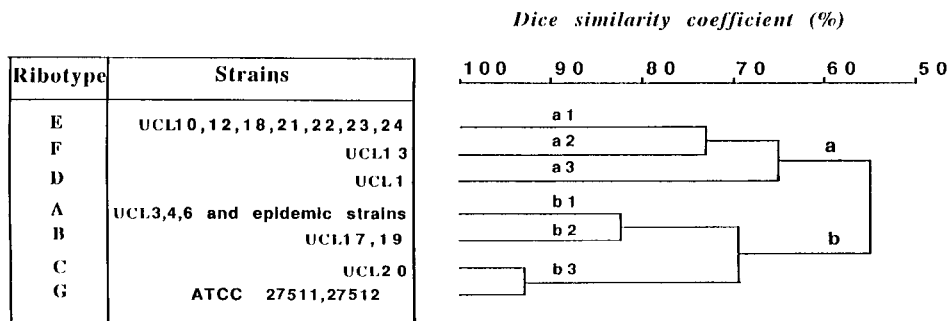 Dice similarity coefficient (%)
100 90 80 70 60 50
Ribotype Strains
E UCL10,12,18,21,22,23,24 a1
F UCL13 a2 a
D UCL1 a3
A UCL3,4,6 and epidemic strains b1
B UCL17,19 b2 b
C UCL20 b3
G ATCC 27511,27512